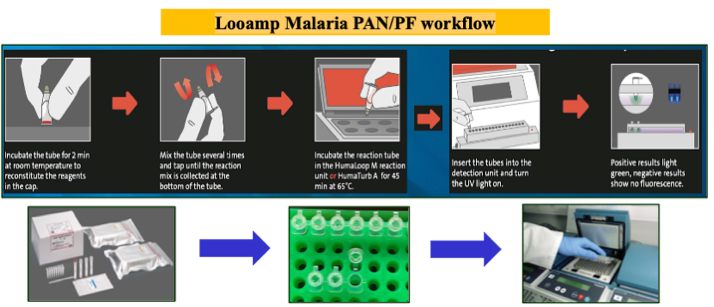 Looamp Malaria PAN/PF workflow
Incubate the tube for 2 min
at room temperature to
reconstitute the reagents
in the cap.
Mix the tube several times
and tap until the reaction
mix is collected at the
bottom of the tube.
Incubate the reaction tube
in the HumaLoop M reaction
unit or HumaTurb A for 45
min at 65°C.
Insert the tubes into the
detection unit and turn
the UV light on.
Positive results light
green, negative results
show no fluorescence.